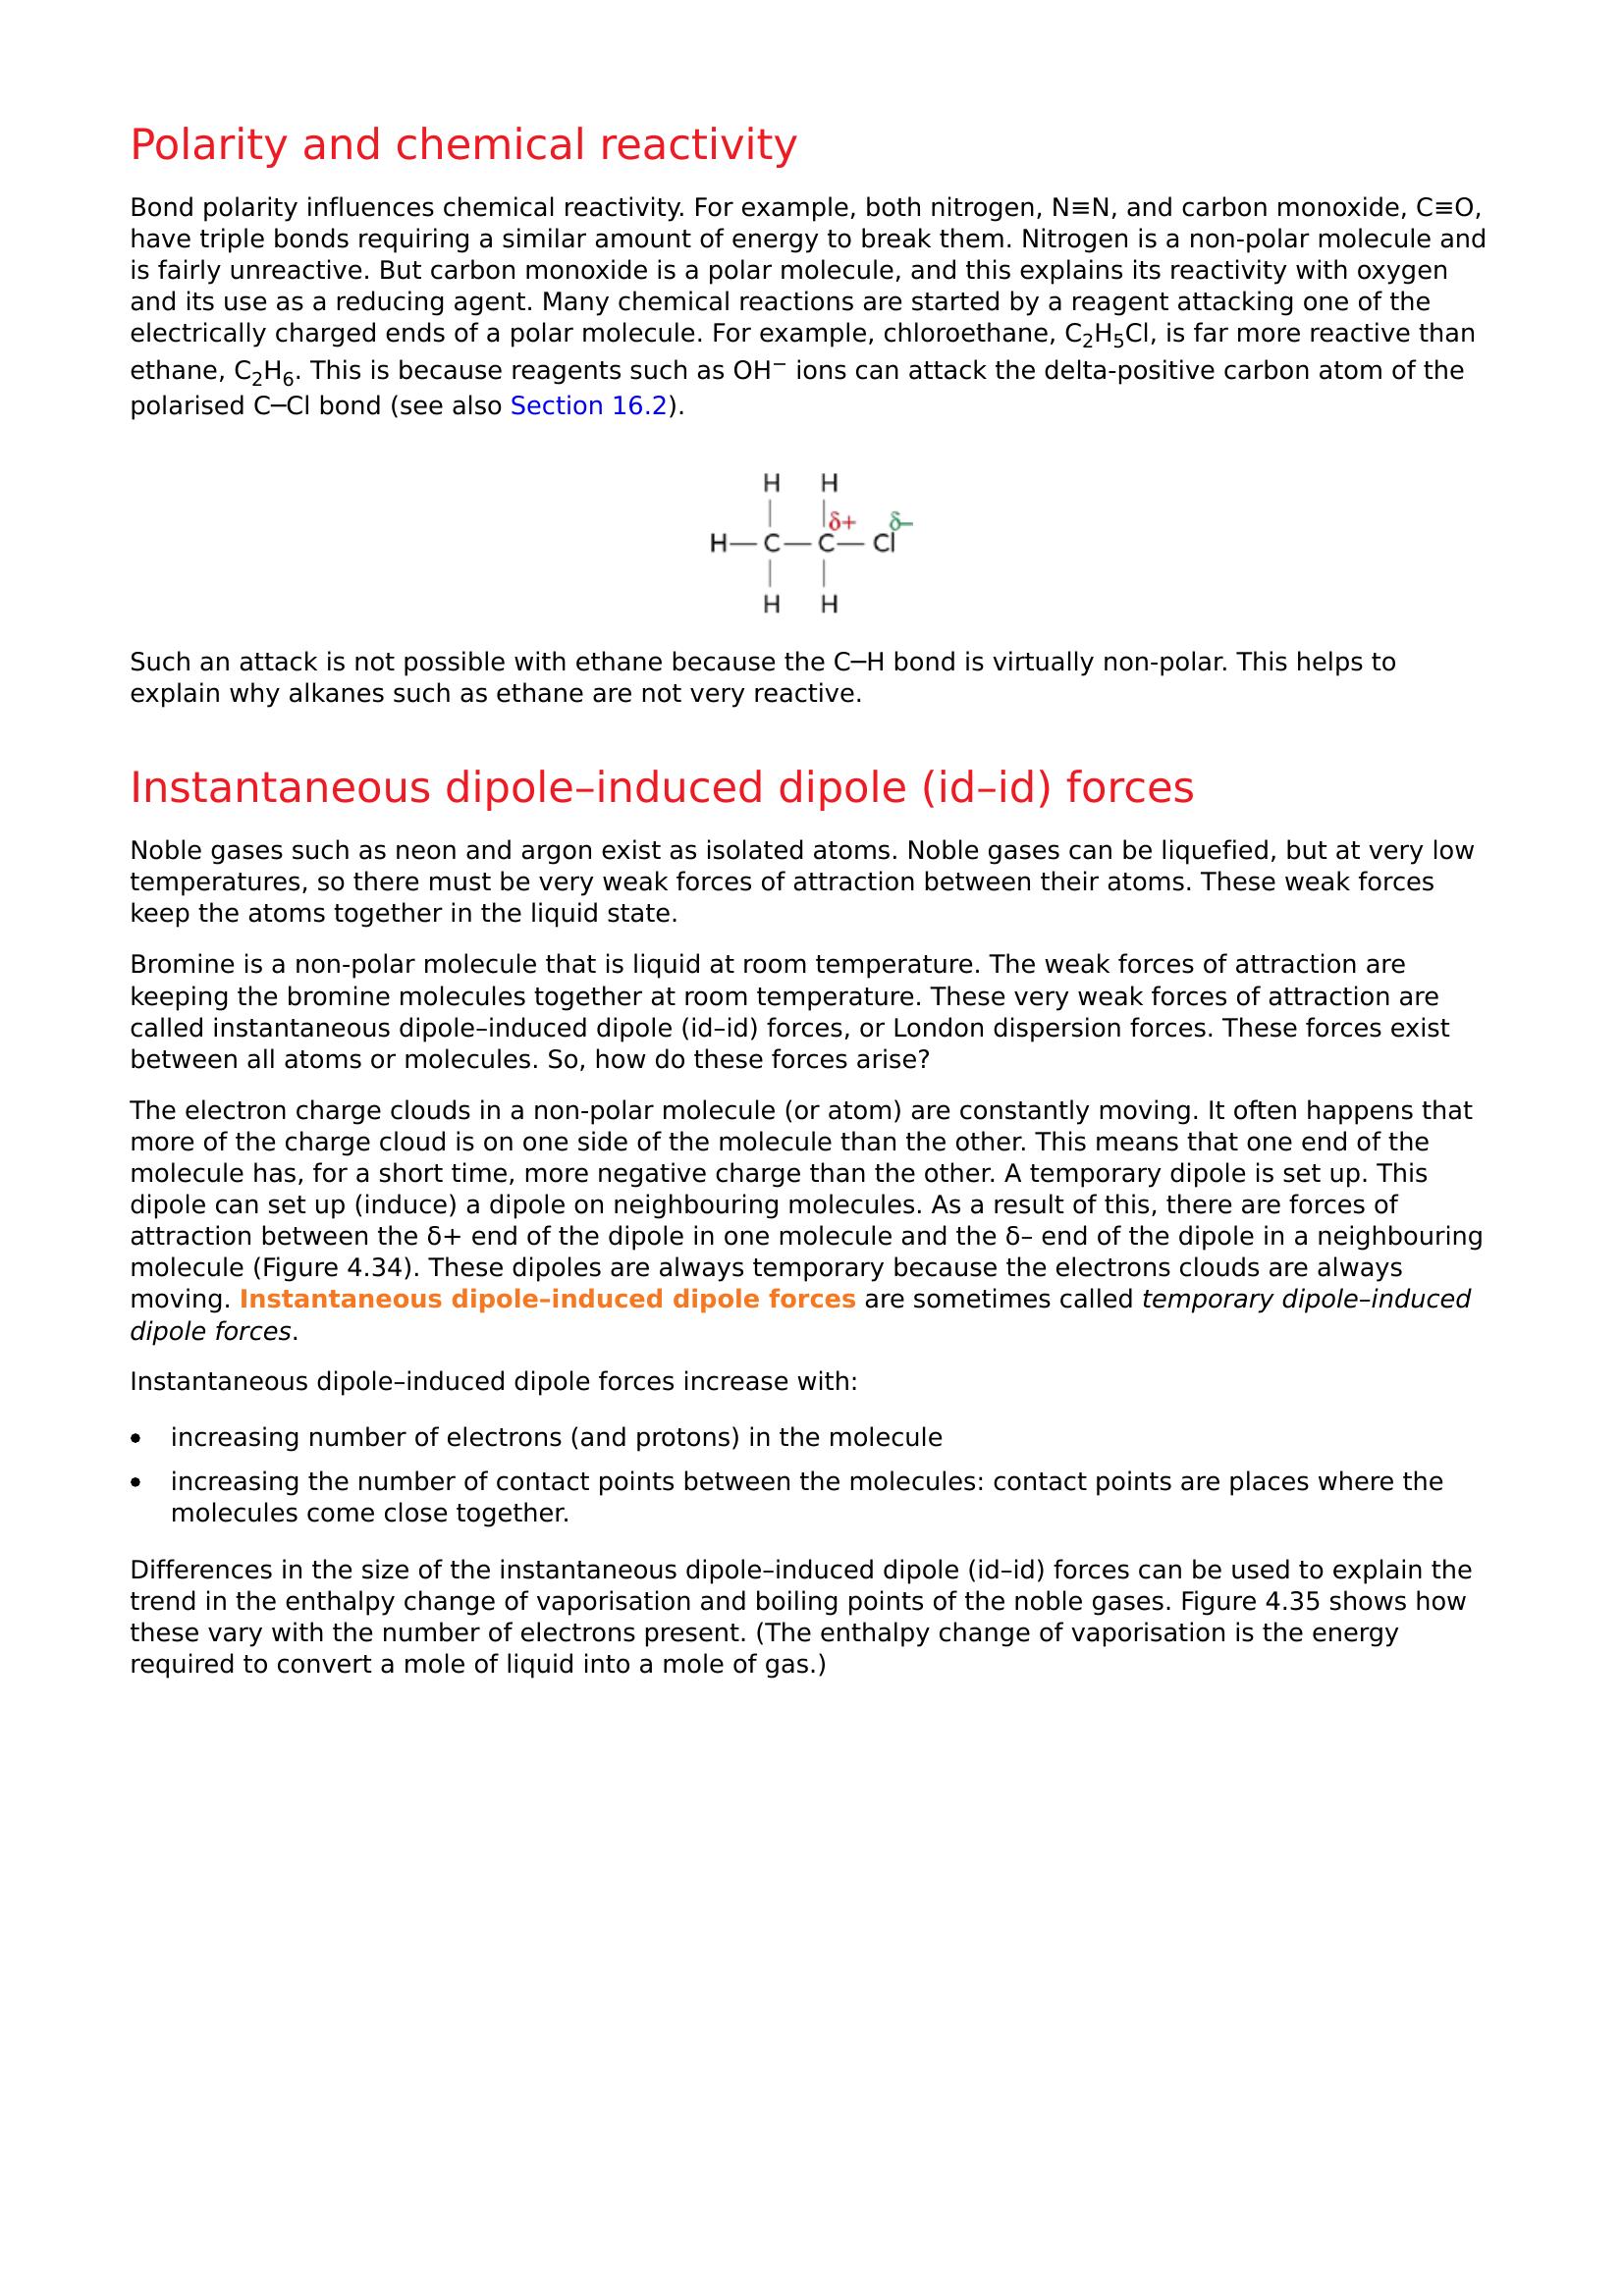 Polarity and chemical reactivity
Bond polarity influences chemical reactivity. For example, both nitrogen, N≡N, and carbon monoxide, C≡O,
have triple bonds requiring a similar amount of energy to break them. Nitrogen is a non-polar molecule and
is fairly unreactive. But carbon monoxide is a polar molecule, and this explains its reactivity with oxygen
and its use as a reducing agent. Many chemical reactions are started by a reagent attacking one of the
electrically charged ends of a polar molecule. For example, chloroethane, C₂H₅Cl, is far more reactive than
ethane, C₂H₆. This is because reagents such as OH⁻ ions can attack the delta-positive carbon atom of the
polarised C─Cl bond (see also Section 16.2).
H H
δ+ δ–
H C C Cl
H H
Such an attack is not possible with ethane because the C─H bond is virtually non-polar. This helps to
explain why alkanes such as ethane are not very reactive.
Instantaneous dipole–induced dipole (id–id) forces
Noble gases such as neon and argon exist as isolated atoms. Noble gases can be liquefied, but at very low
temperatures, so there must be very weak forces of attraction between their atoms. These weak forces
keep the atoms together in the liquid state.
Bromine is a non-polar molecule that is liquid at room temperature. The weak forces of attraction are
keeping the bromine molecules together at room temperature. These very weak forces of attraction are
called instantaneous dipole–induced dipole (id–id) forces, or London dispersion forces. These forces exist
between all atoms or molecules. So, how do these forces arise?
The electron charge clouds in a non-polar molecule (or atom) are constantly moving. It often happens that
more of the charge cloud is on one side of the molecule than the other. This means that one end of the
molecule has, for a short time, more negative charge than the other. A temporary dipole is set up. This
dipole can set up (induce) a dipole on neighbouring molecules. As a result of this, there are forces of
attraction between the δ+ end of the dipole in one molecule and the δ– end of the dipole in a neighbouring
molecule (Figure 4.34). These dipoles are always temporary because the electrons clouds are always
moving. Instantaneous dipole–induced dipole forces are sometimes called temporary dipole–induced
dipole forces.
Instantaneous dipole–induced dipole forces increase with:
• increasing number of electrons (and protons) in the molecule
• increasing the number of contact points between the molecules: contact points are places where the
molecules come close together.
Differences in the size of the instantaneous dipole–induced dipole (id–id) forces can be used to explain the
trend in the enthalpy change of vaporisation and boiling points of the noble gases. Figure 4.35 shows how
these vary with the number of electrons present. (The enthalpy change of vaporisation is the energy
required to convert a mole of liquid into a mole of gas.)